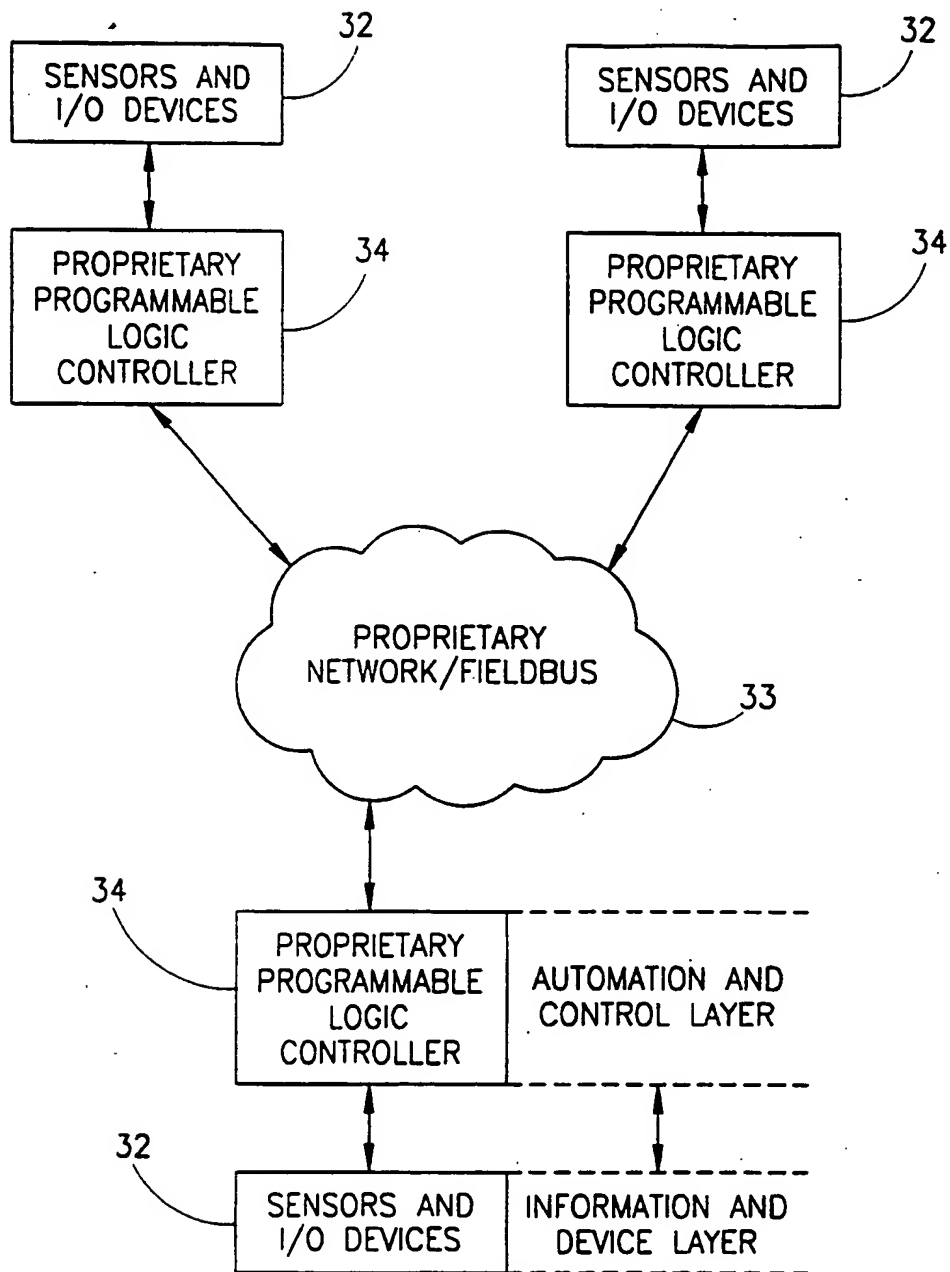 32
SENSORS AND
I/O DEVICES
32
SENSORS AND
I/O DEVICES
34
PROPRIETARY
PROGRAMMABLE
LOGIC
CONTROLLER
34
PROPRIETARY
PROGRAMMABLE
LOGIC
CONTROLLER
PROPRIETARY
NETWORK/FIELDBUS
33
34
PROPRIETARY
PROGRAMMABLE
LOGIC
CONTROLLER
AUTOMATION AND
CONTROL LAYER
32
SENSORS AND
I/O DEVICES
INFORMATION AND
DEVICE LAYER